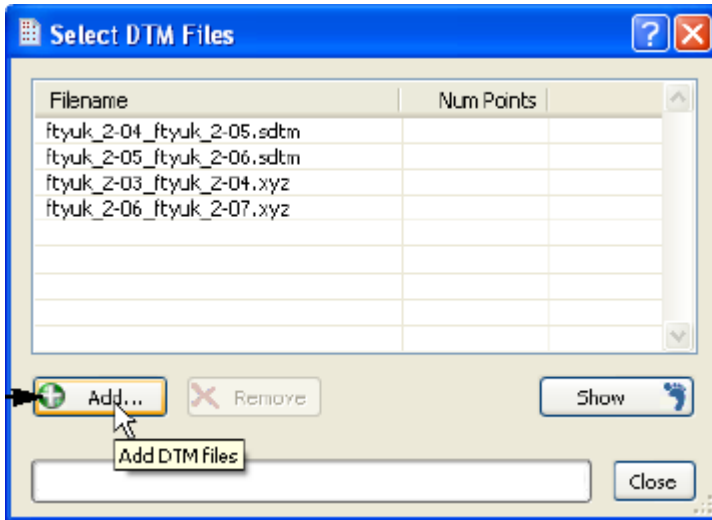 Select DTM Files
?
Filename Num Points
ftyuk_2-04_ftyuk_2-05.sdtm
ftyuk_2-05_ftyuk_2-06.sdtm
ftyuk_2-03_ftyuk_2-04.xyz
ftyuk_2-06_ftyuk_2-07.xyz
Add... Remove Show
Add DTM files
Close